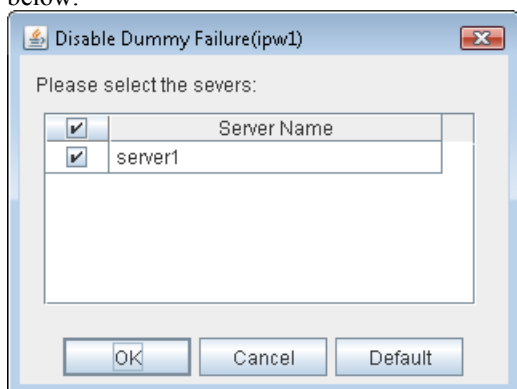 below.
Disable Dummy Failure(ipw1)
Please select the severs:
Server Name
server1
OK Cancel Default